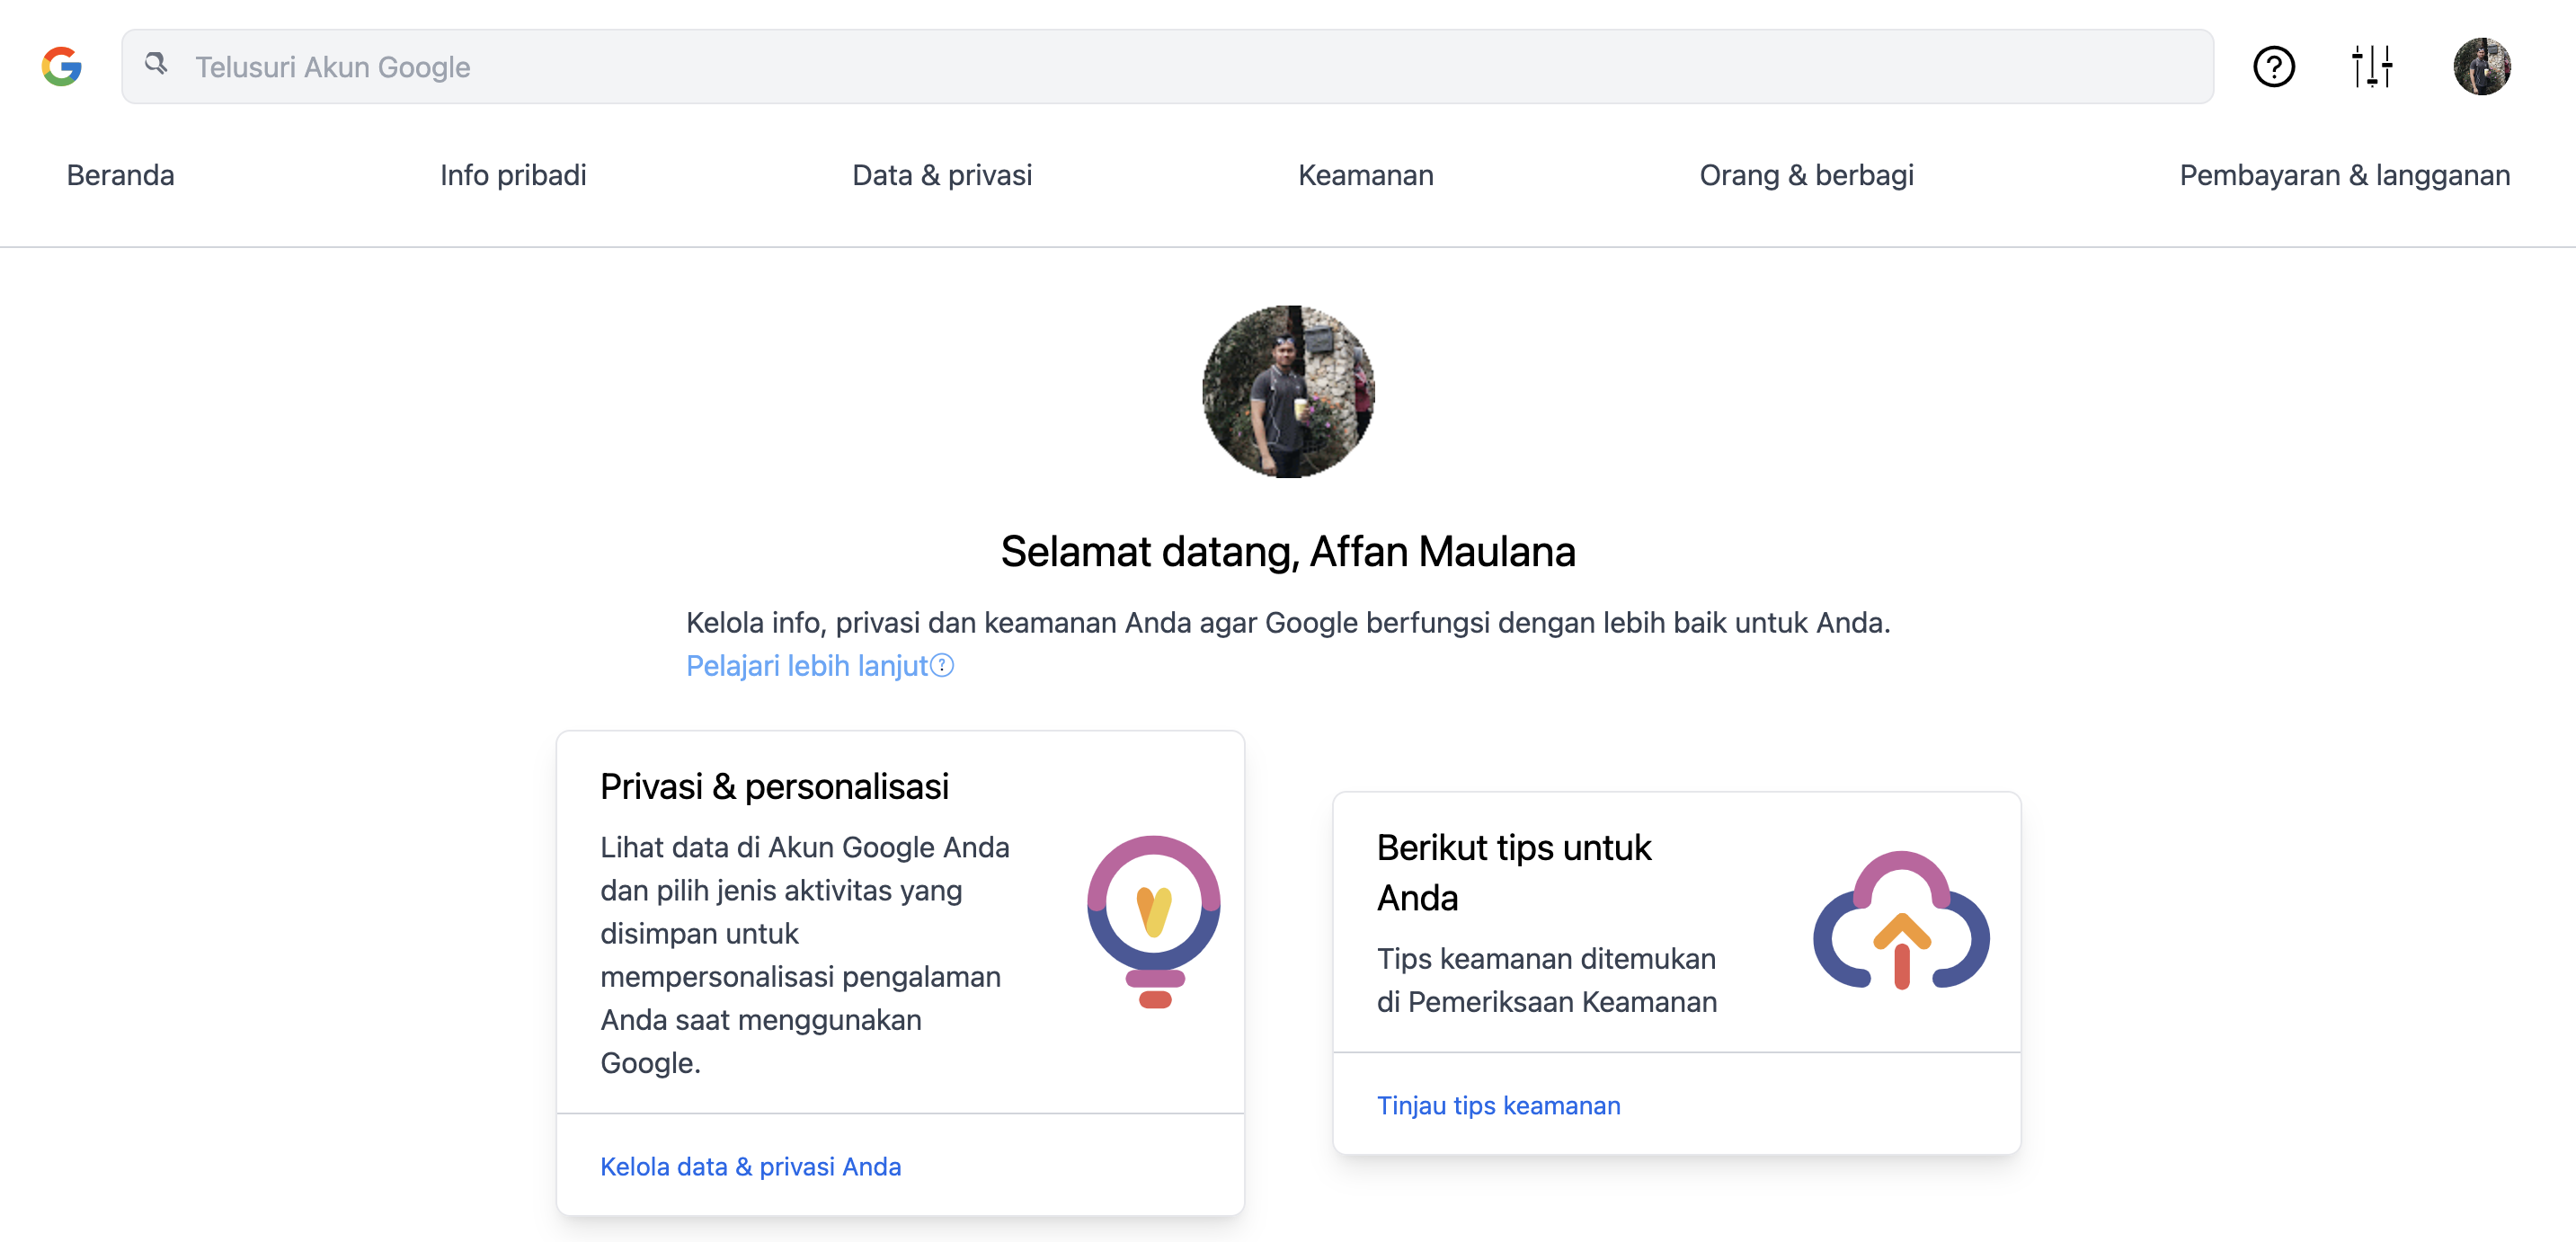 Telusuri Akun Google
Beranda
Info pribadi
Data & privasi
Keamanan
Orang & berbagi
Pembayaran & langganan
Selamat datang, Affan Maulana
Kelola info, privasi dan keamanan Anda agar Google berfungsi dengan lebih baik untuk Anda.
Pelajari lebih lanjut
Privasi & personalisasi
Lihat data di Akun Google Anda
dan pilih jenis aktivitas yang
disimpan untuk
mempersonalisasi pengalaman
Anda saat menggunakan
Google.
Kelola data & privasi Anda
Berikut tips untuk
Anda
Tips keamanan ditemukan
di Pemeriksaan Keamanan
Tinjau tips keamanan